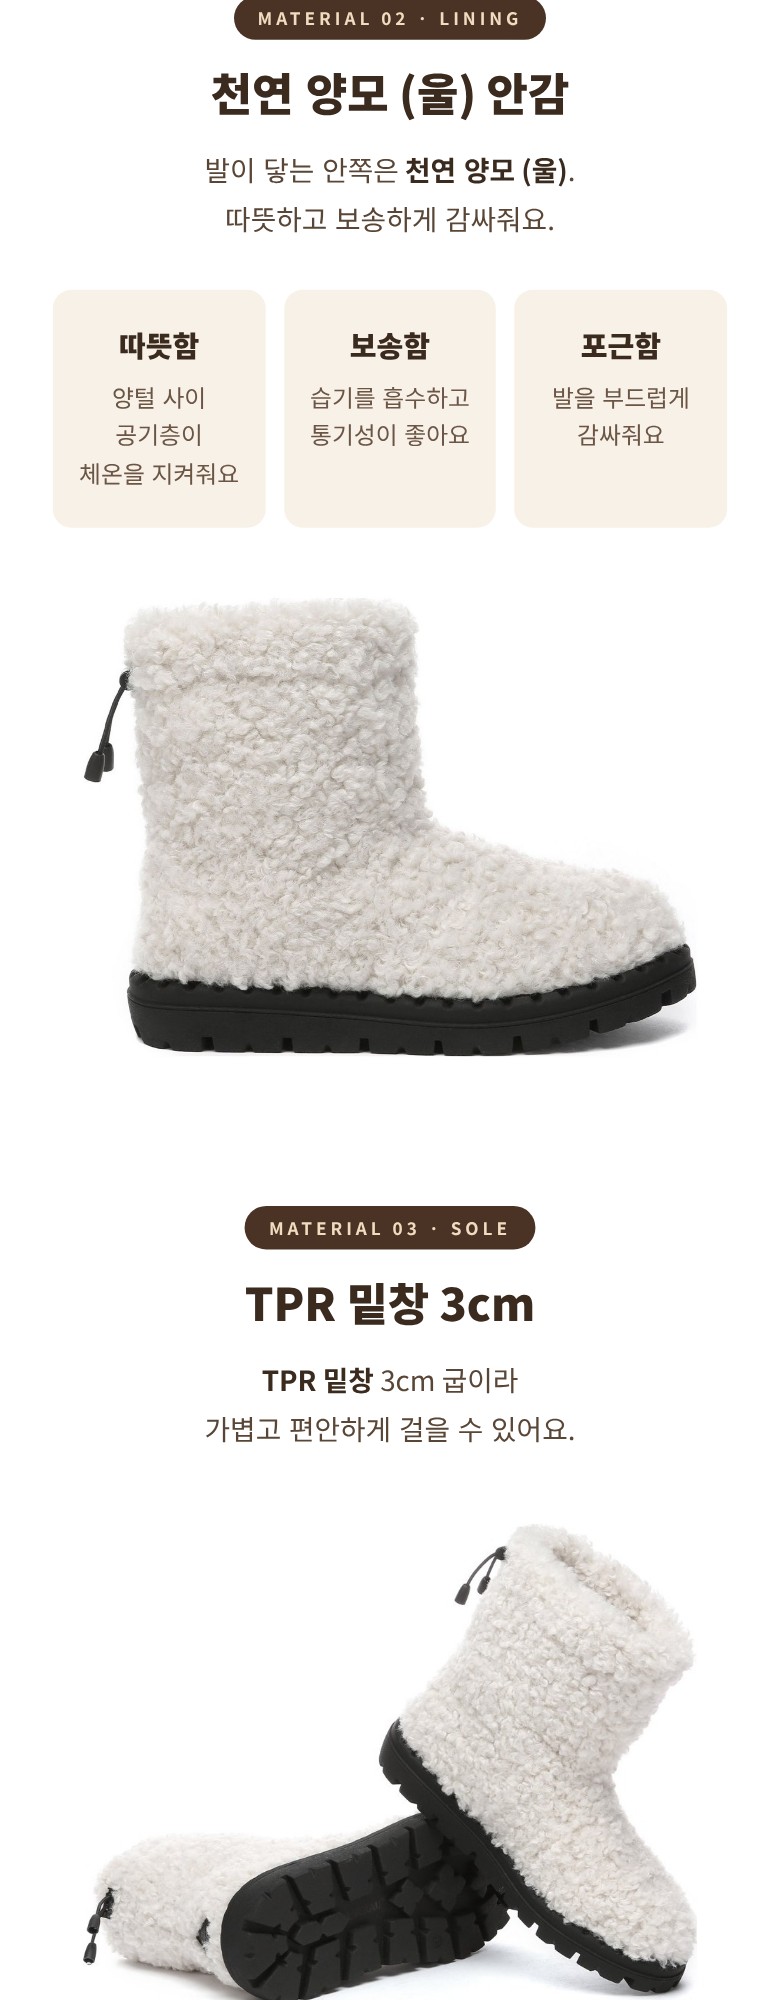 MATERIAL 02 · LINING
천연 양모 (울) 안감
발이 닿는 안쪽은 천연 양모 (울).
따뜻하고 보송하게 감싸줘요.
따뜻함
양털 사이
공기층이
체온을 지켜줘요
보송함
습기를 흡수하고
통기성이 좋아요
포근함
발을 부드럽게
감싸줘요
MATERIAL 03 · SOLE
TPR 밑창 3cm
TPR 밑창 3cm 굽이라
가볍고 편안하게 걸을 수 있어요.